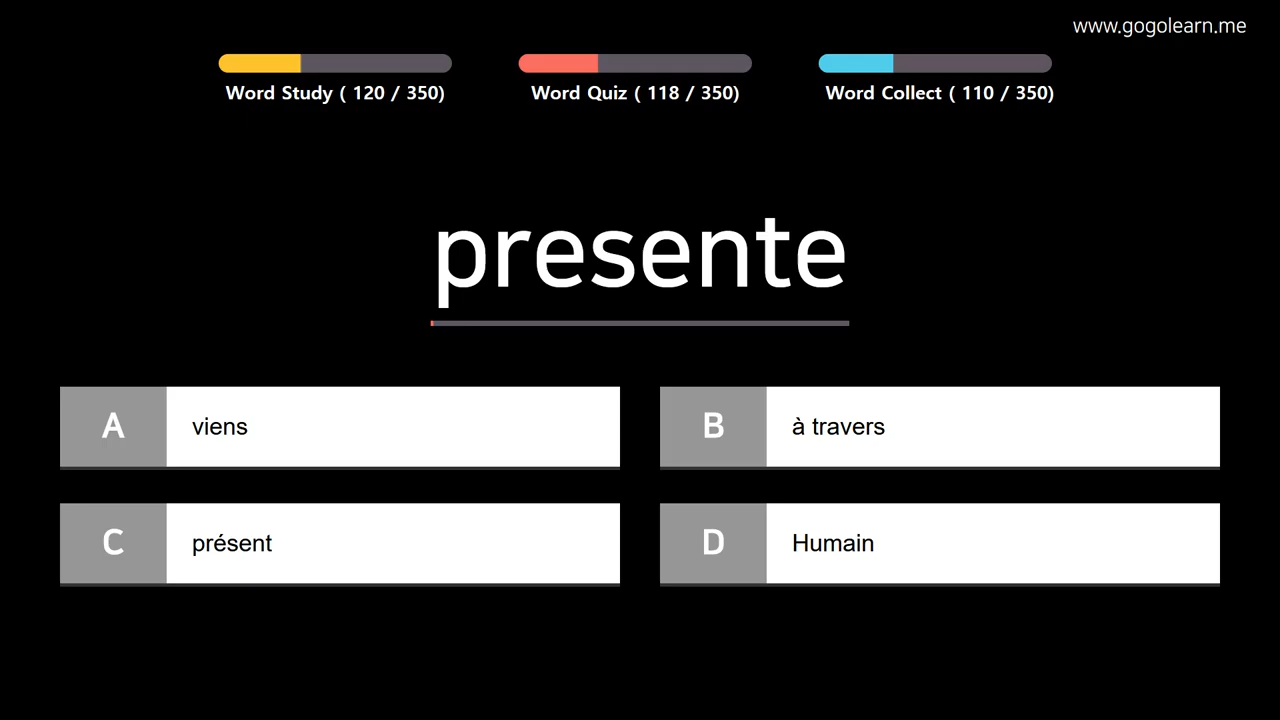 www.gogolearn.me
Word Study ( 120 / 350)
Word Quiz ( 118 / 350)
Word Collect ( 110 / 350)
presente
A viens
B à travers
C présent
D Humain